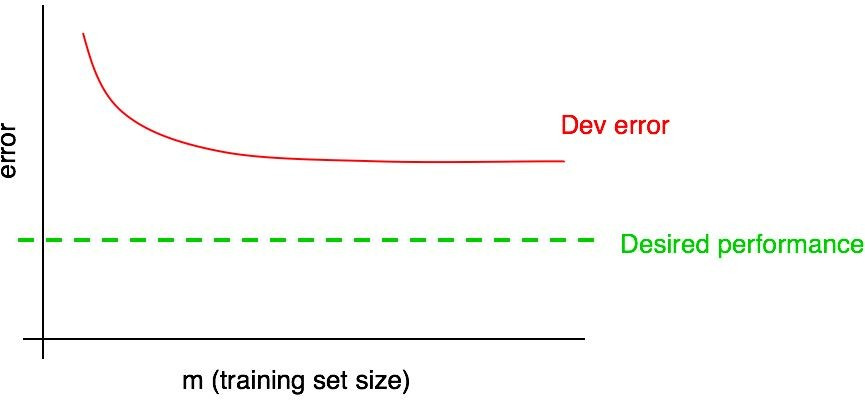 error
Dev error
Desired performance
m (training set size)